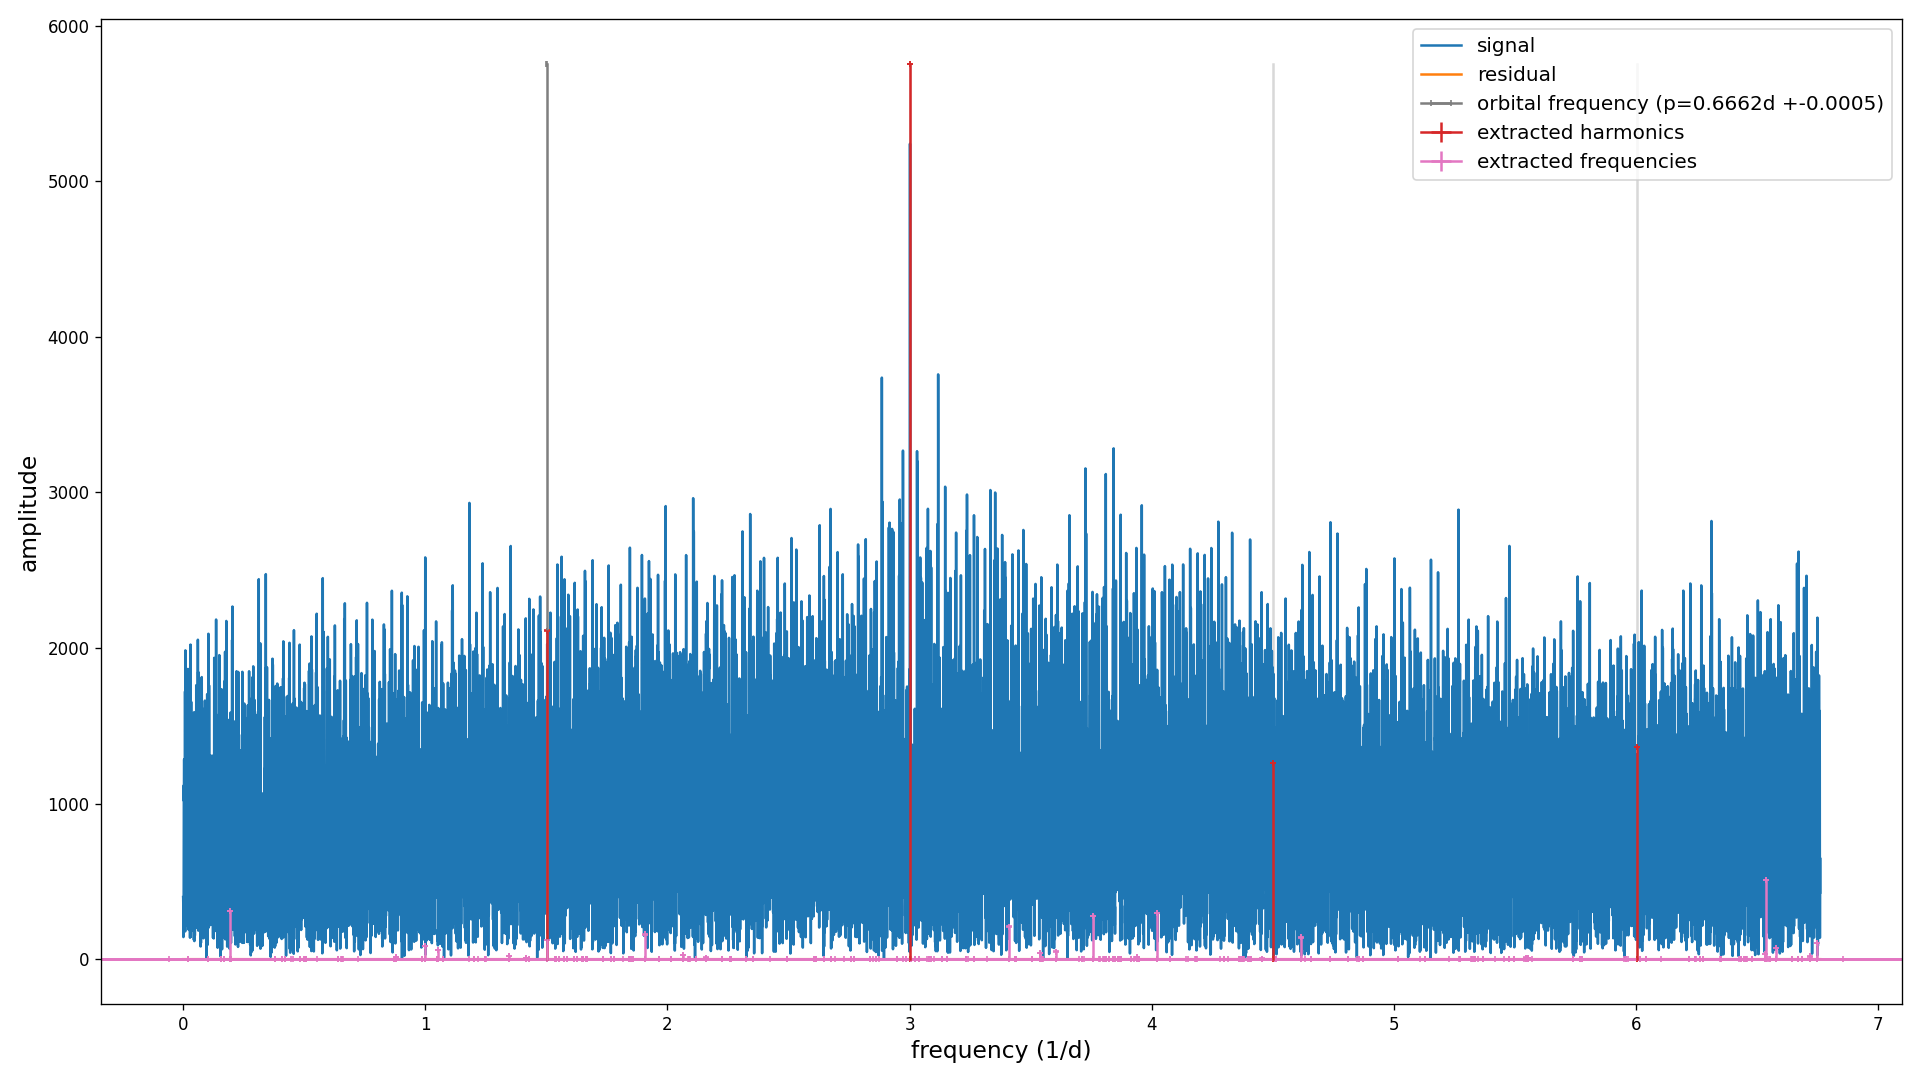 6000
5000
4000
3000
2000
1000
0
amplitude
0 1 2 3 4 5 6 7
frequency (1/d)
signal
residual
orbital frequency (p=0.6662d +-0.0005)
extracted harmonics
extracted frequencies